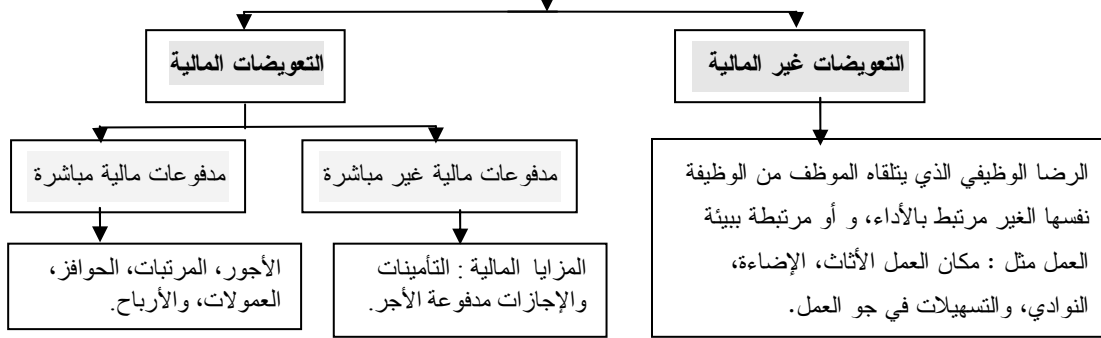 التعويضات غير المالية
التعويضات المالية
مدفوعات مالية غير مباشرة
مدفوعات مالية مباشرة
الرضا الوظيفي الذي يتلقاه الموظف من الوظيفة
نفسها الغير مرتبط بالأداء، و أو مرتبطة ببيئة
العمل مثل : مكان العمل الأثاث، الإضاءة،
النوادي، والتسهيلات في جو العمل.
المزايا المالية : التأمينات
والإجازات مدفوعة الأجر.
الأجور، المرتبات، الحوافز،
العمولات، والأرباح.